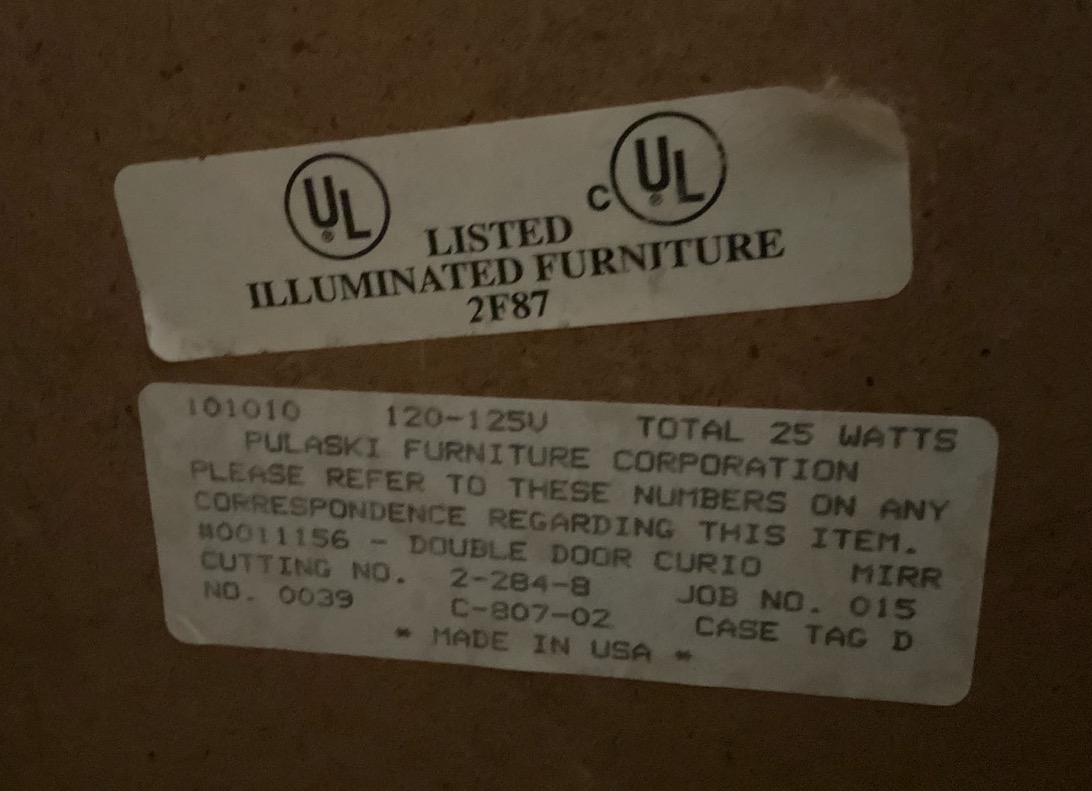 UL® C UL®
LISTED
ILLUMINATED FURNITURE
2F87
101010 120-125V TOTAL 25 WATTS
PULASKI FURNITURE CORPORATION
PLEASE REFER TO THESE NUMBERS ON ANY
CORRESPONDENCE REGARDING THIS ITEM.
#0011156 - DOUBLE DOOR CURIO MIRR
CUTTING NO. 2-284-8 JOB NO. 015
NO. 0039 C-807-02 CASE TAG D
* MADE IN USA *